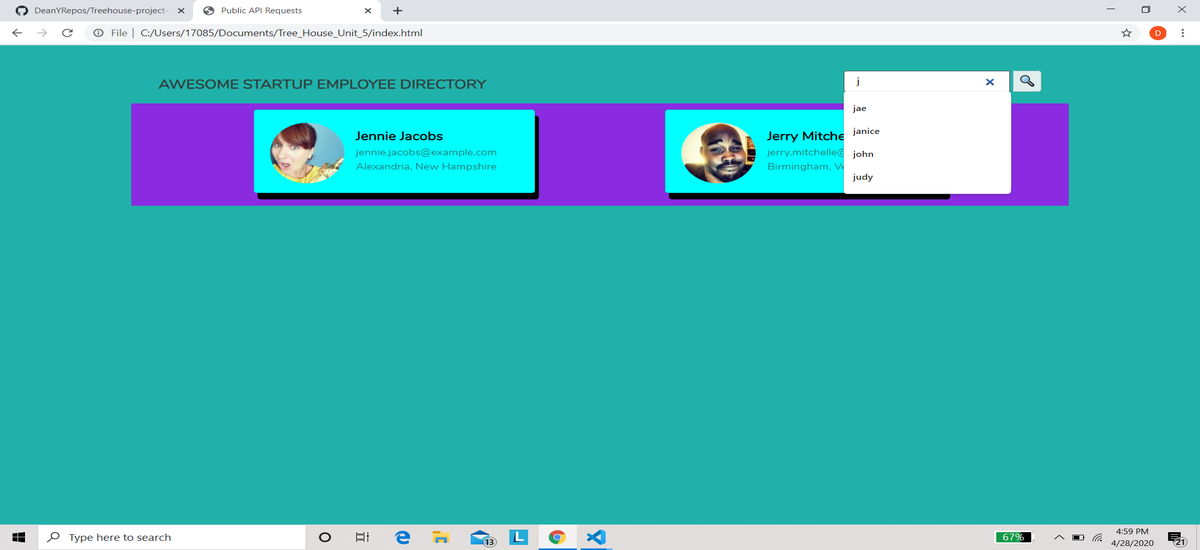 DeanYRepos/Treehouse-project-
Public API Requests
File | C:/Users/17085/Documents/Tree_House_Unit_5/index.html
D
AWESOME STARTUP EMPLOYEE DIRECTORY
j
jae
janice
john
judy
Jennie Jacobs
jennie.jacobs@example.com
Alexandria, New Hampshire
Jerry Mitche
jerry.mitchelle@
Birmingham, Ve
Type here to search
13
L
67%
4:59 PM
4/28/2020
21